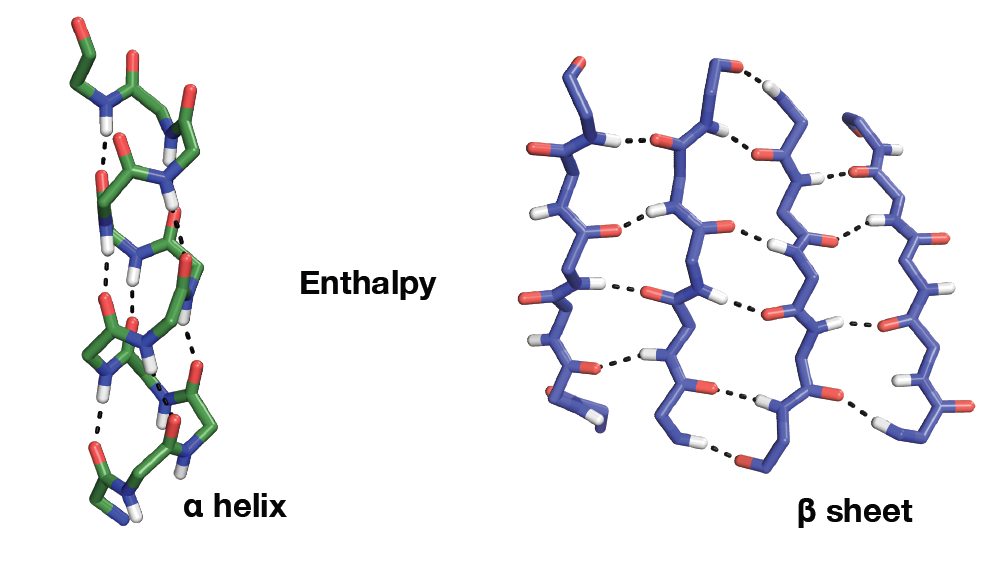 Enthalpy
α helix
β sheet